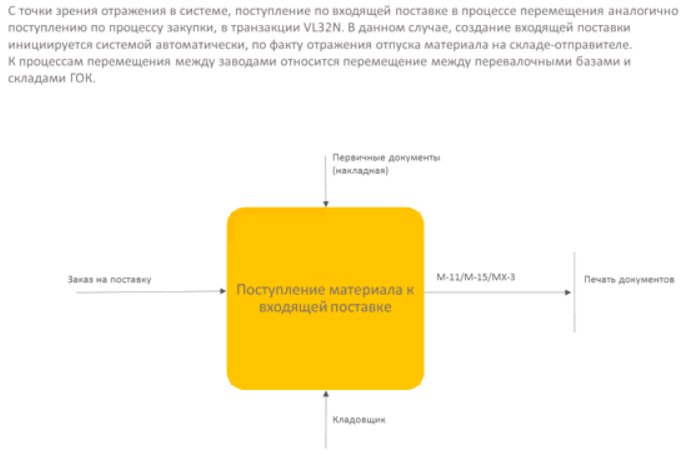 С точки зрения отражения в системе, поступление по входящей поставке в процессе перемещения аналогично
поступлению по процессу закупки, в транзакции VL32N. В данном случае, создание входящей поставки
инициируется системой автоматически, по факту отражения отпуска материала на складе-отправителе.
К процессам перемещения между заводами относится перемещение между перевалочными базами и
складами ГОК.
Первичные документы
(накладная)
Заказ на поставку
Поступление материала к
входящей поставке
М-11/М-15/МХ-3
Печать документов
Кладовщик